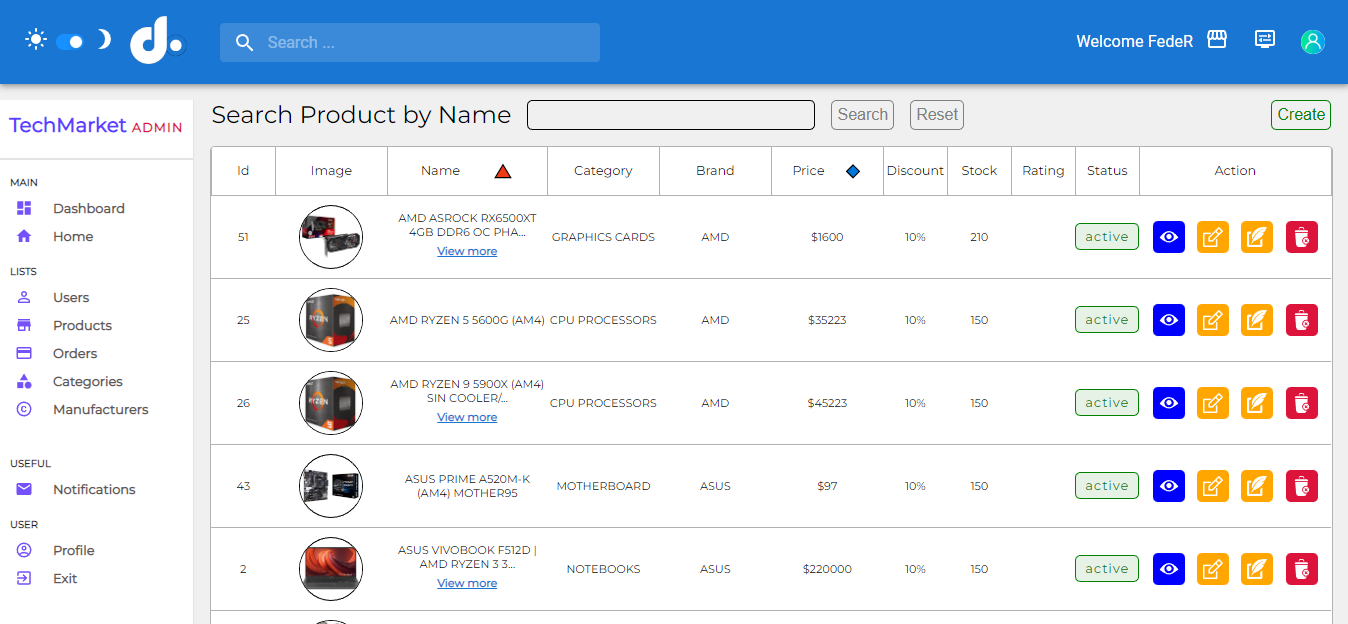 Search ...
Welcome FedeR
TechMarket ADMIN
MAIN
Dashboard
Home
LISTS
Users
Products
Orders
Categories
Manufacturers
USEFUL
Notifications
USER
Profile
Exit
Search Product by Name
Search
Reset
Create
Id Image Name Category Brand Price Discount Stock Rating Status Action
51
AMD ASROCK RX6500XT
4GB DDR6 OC PHA...
View more
GRAPHICS CARDS AMD $1600 10% 210 active
25 AMD RYZEN 5 5600G (AM4) CPU PROCESSORS AMD $35223 10% 150 active
26
AMD RYZEN 9 5900X (AM4)
SIN COOLER/...
View more
CPU PROCESSORS AMD $45223 10% 150 active
43
ASUS PRIME A520M-K
(AM4) MOTHER95
MOTHERBOARD ASUS $97 10% 150 active
2
ASUS VIVOBOOK F512D |
AMD RYZEN 3 3...
View more
NOTEBOOKS ASUS $220000 10% 150 active